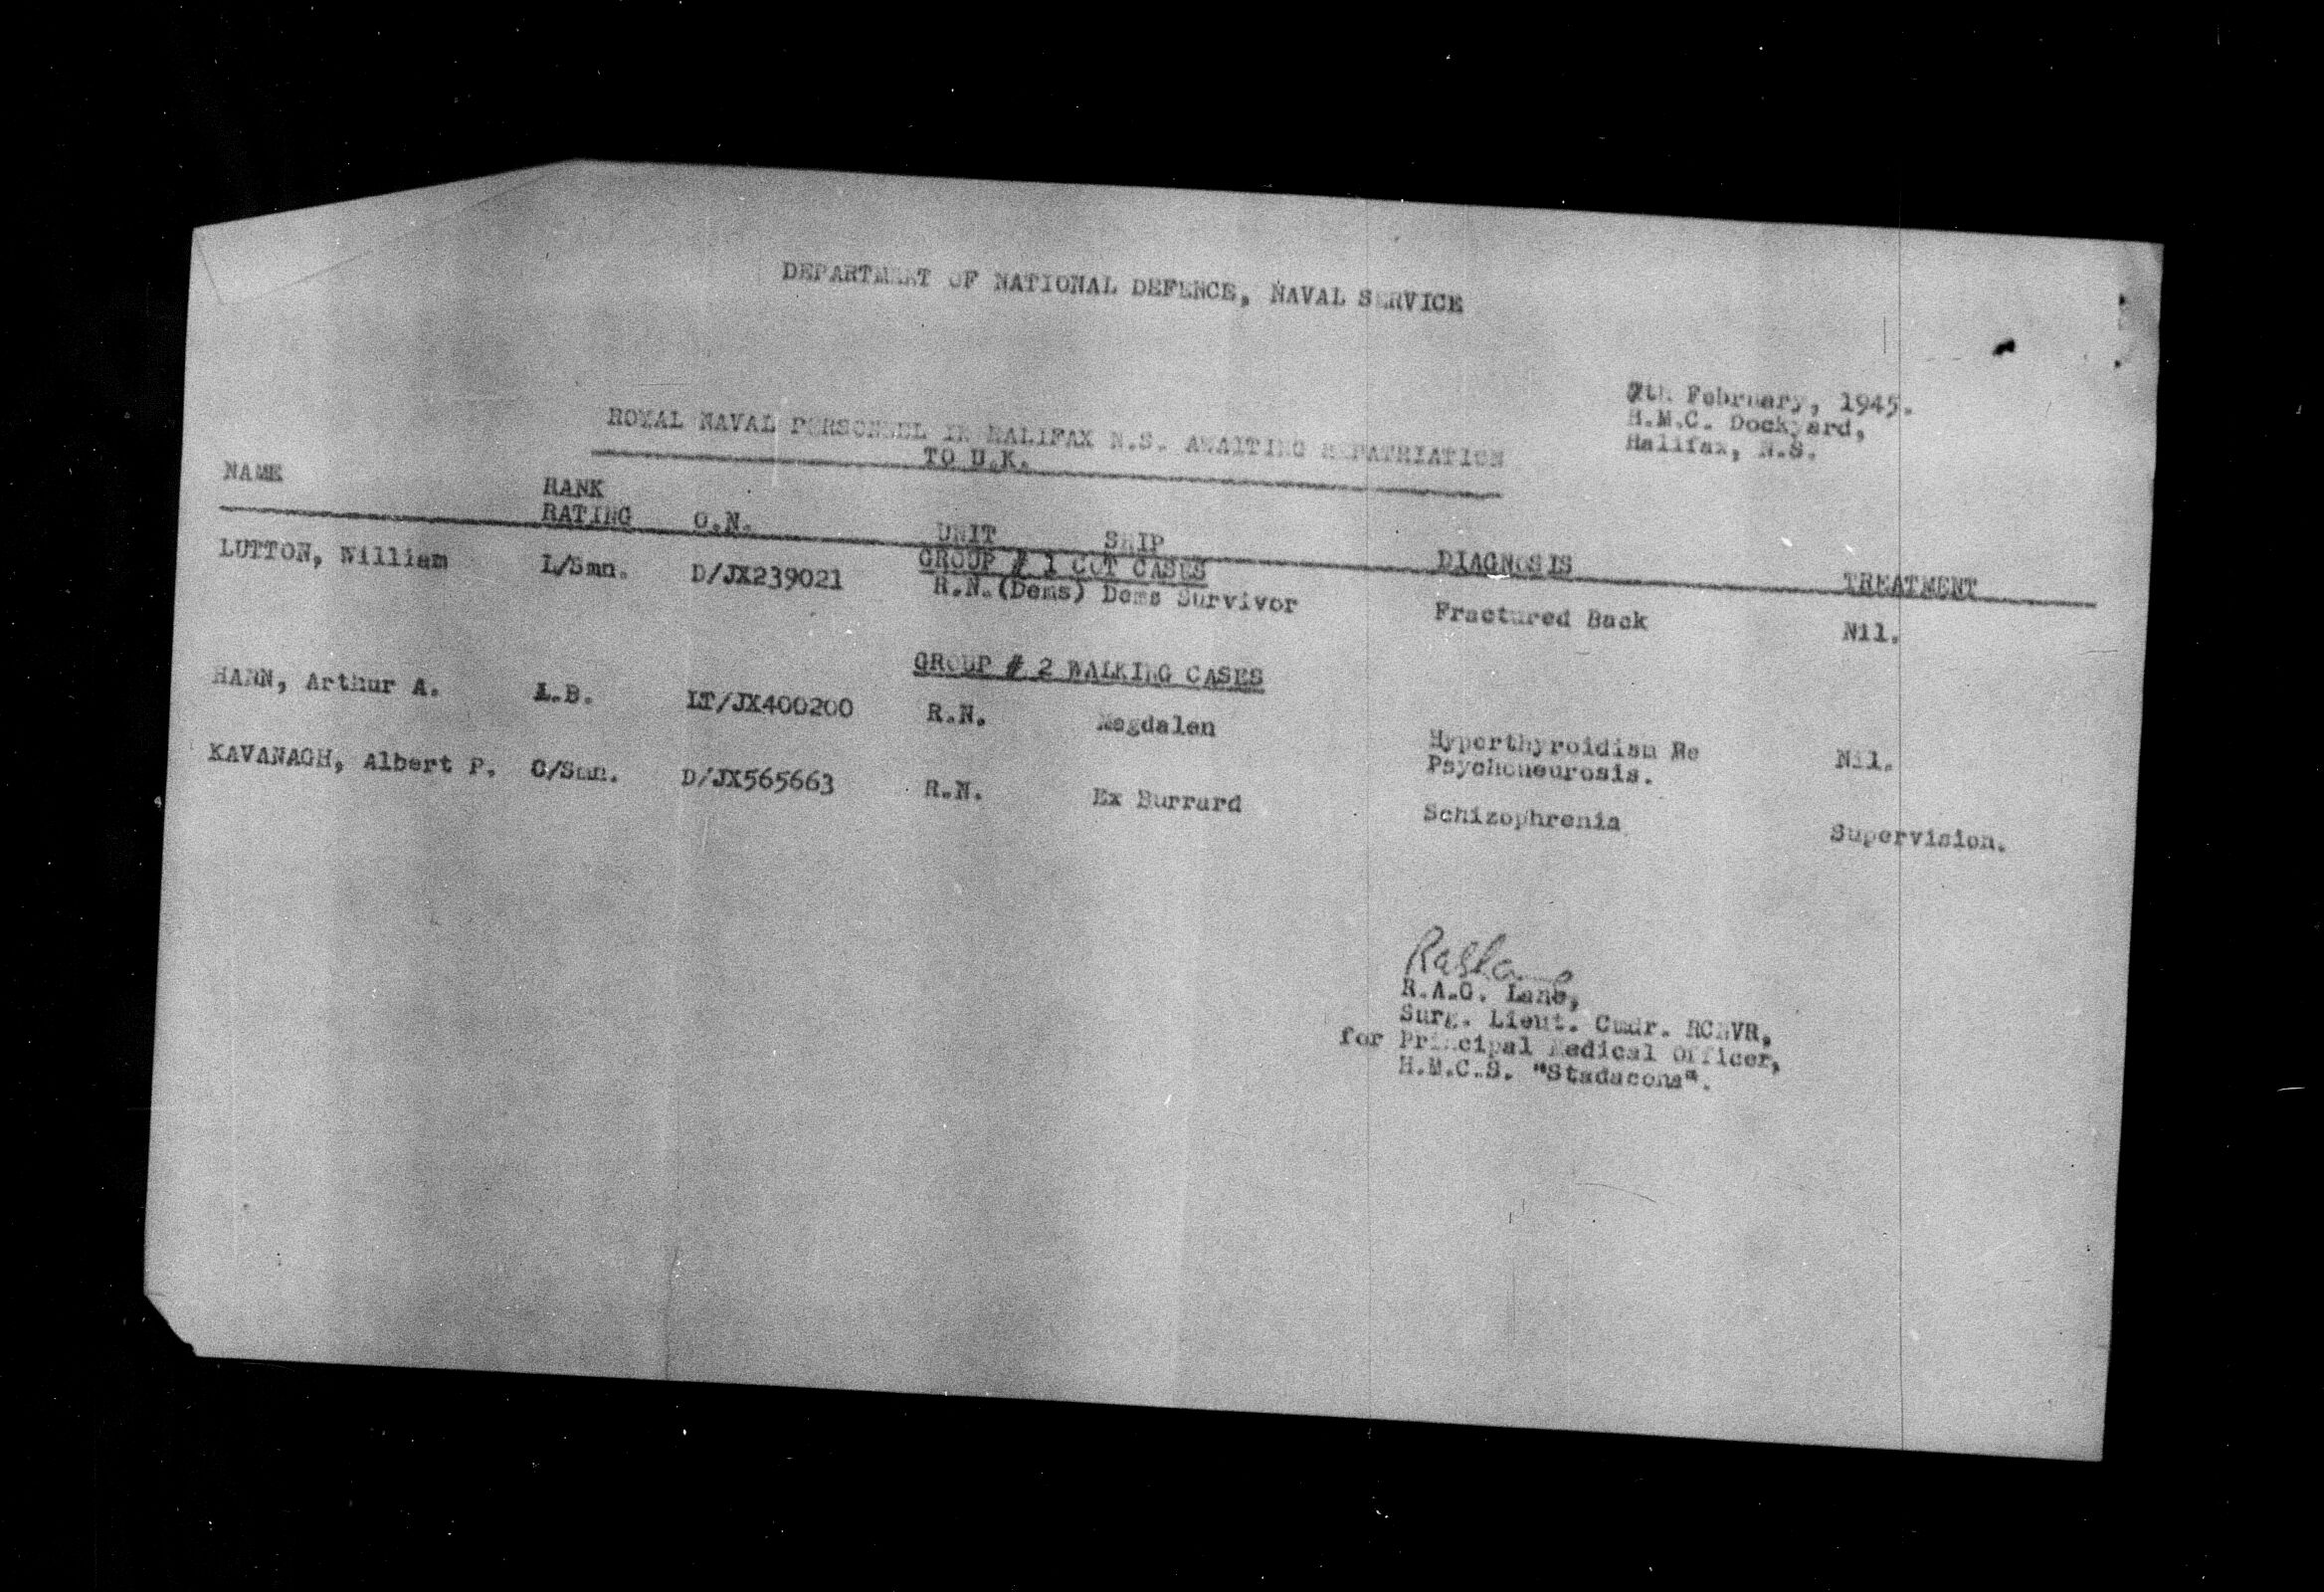 DEPARTMENT OF NATIONAL DEFENCE, NAVAL SERVICE
7th February, 1945.
H.M.C. Dockyard,
Halifax, N.S.
ROYAL NAVAL PERSONNEL IN HALIFAX N.S. AWAITING REPATRIATION
TO U.K.
NAME RANK RATING O.N. UNIT SHIP DIAGNOSIS TREATMENT
GROUP # 1 COT CASES
LUTTON, William L/Smn. D/JX239021 R.N.(Dems) Dems Survivor Fractured Back Nil.
GROUP # 2 WALKING CASES
HANN, Arthur A. L.B. LT/JX400200 R.N. Magdalen Hyperthyroidism Re Nil.
Psychoneurosis.
KAVANAGH, Albert P. O/Smn. D/JX565663 R.N. Ex Burrard Schizophrenia Supervision.
R.A.G. Lane,
Surg. Lieut. Cmdr. RCNVR,
for Principal Medical Officer,
H.M.C.S. "Stadacona".